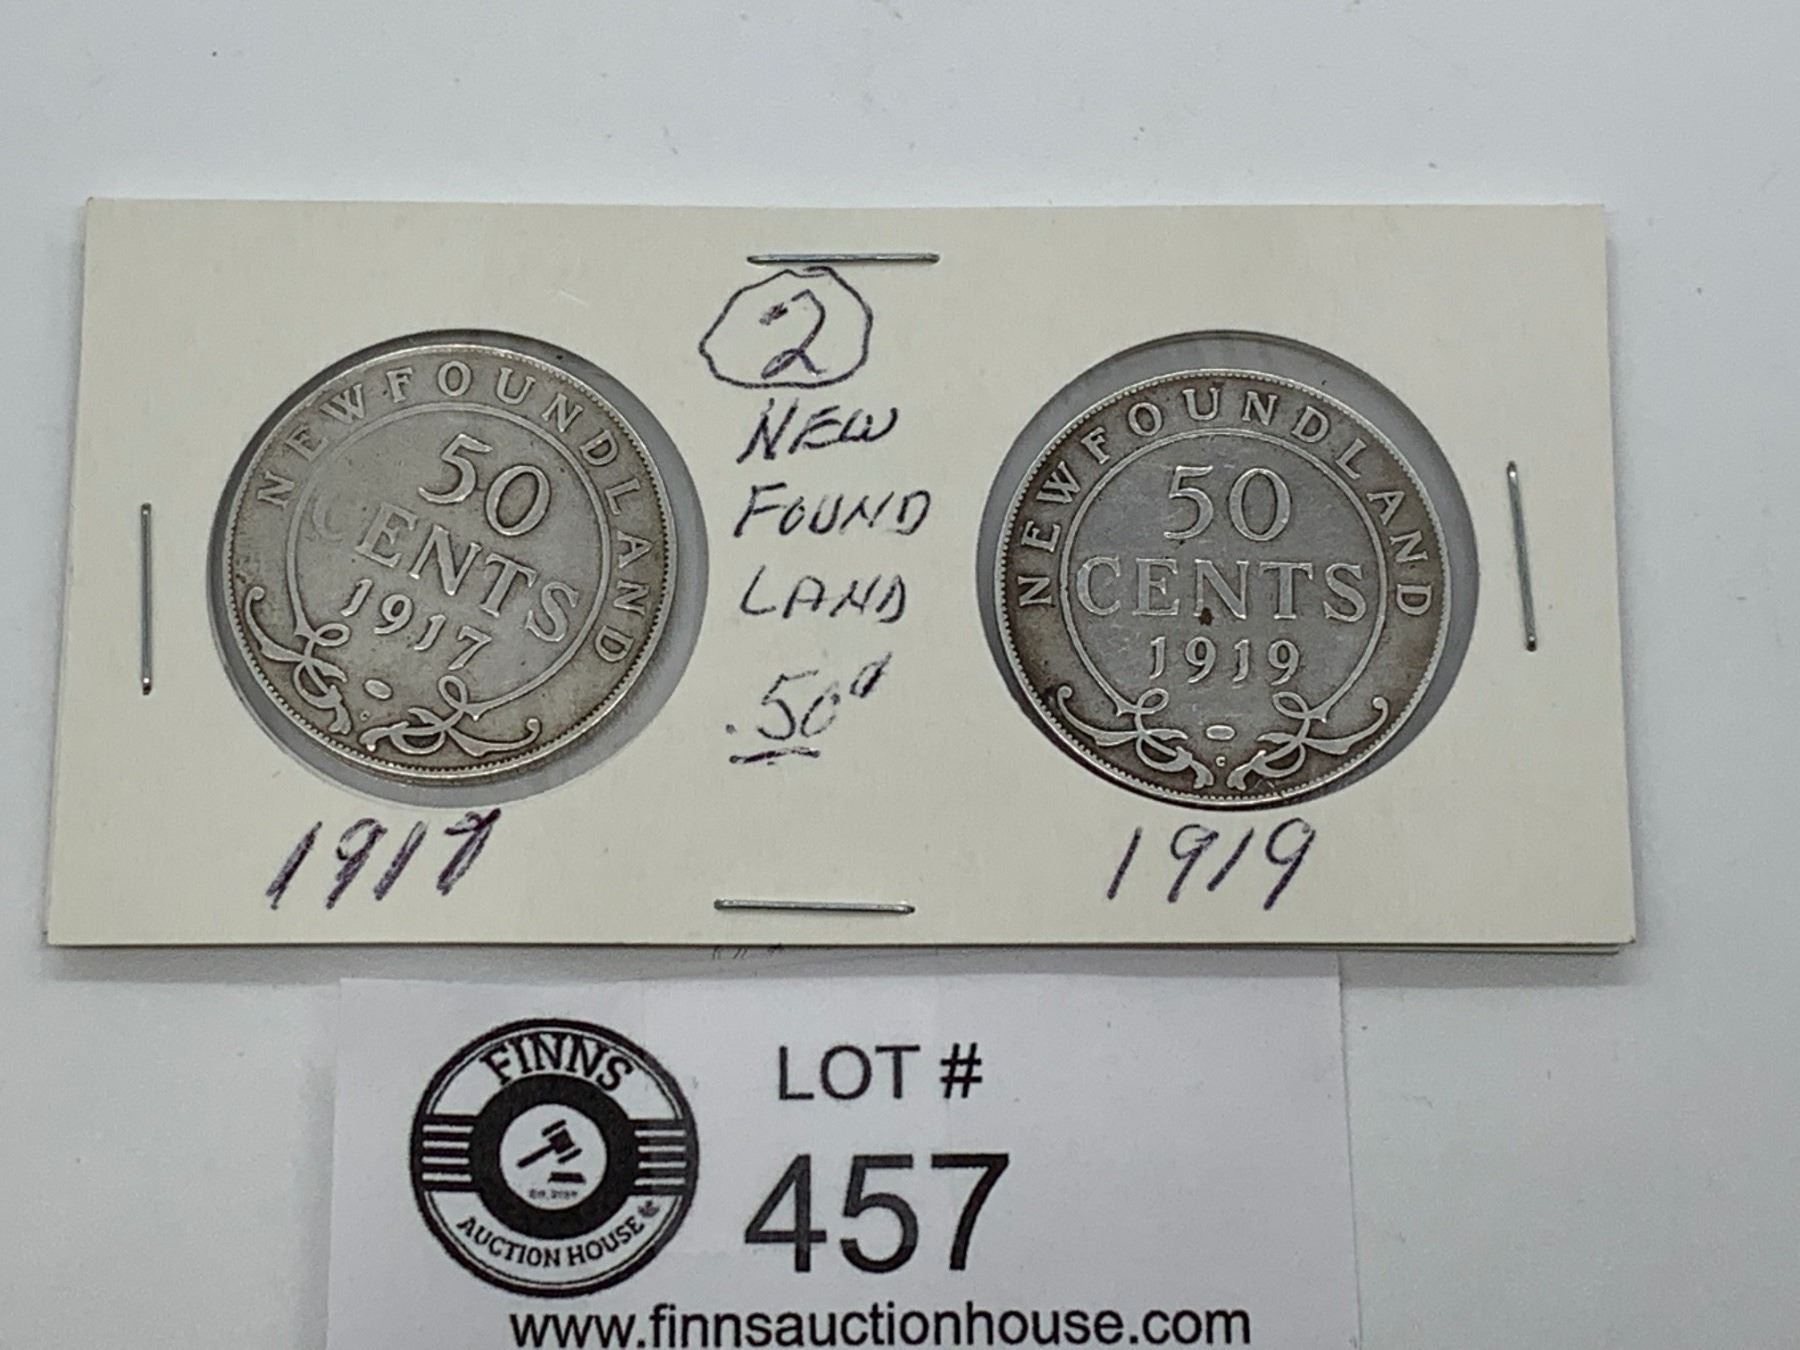 2
NEW
FOUND
LAND
.50¢
NEWFOUNDLAND
50
CENTS
1917
1917
NEWFOUNDLAND
50
CENTS
1919
C
1919
FINNS
AUCTION HOUSE
LOT #
457
www.finnsauctionhouse.com